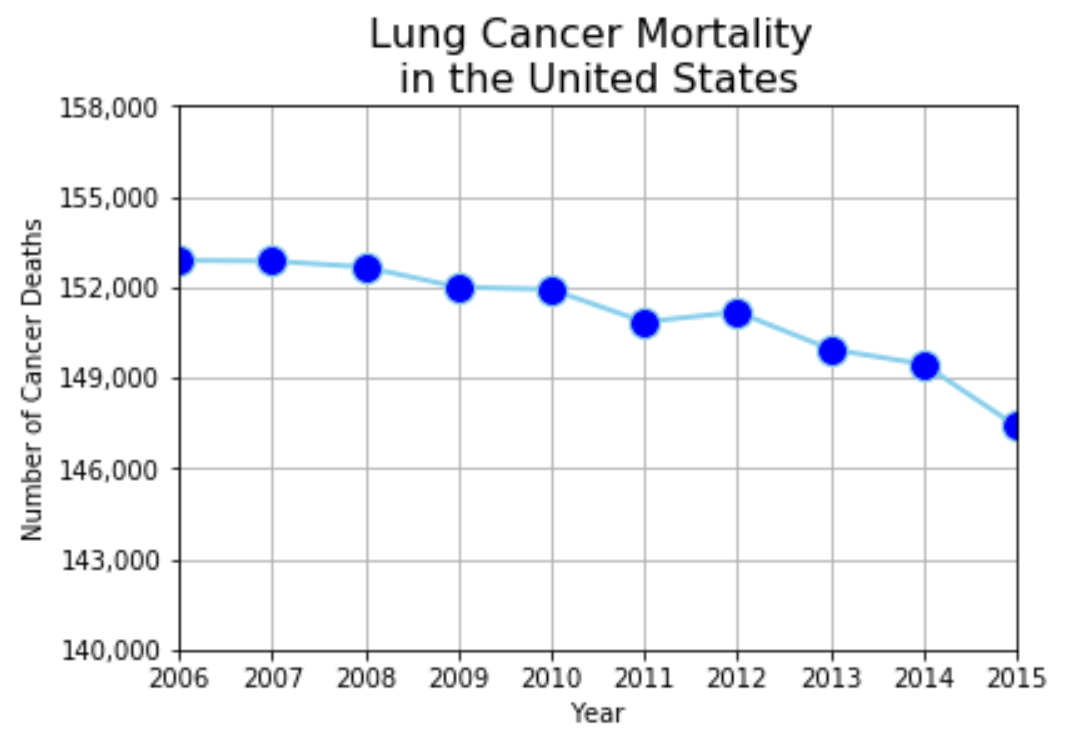 Lung Cancer Mortality
in the United States
Number of Cancer Deaths
158,000
155,000
152,000
149,000
146,000
143,000
140,000
2006 2007 2008 2009 2010 2011 2012 2013 2014 2015
Year